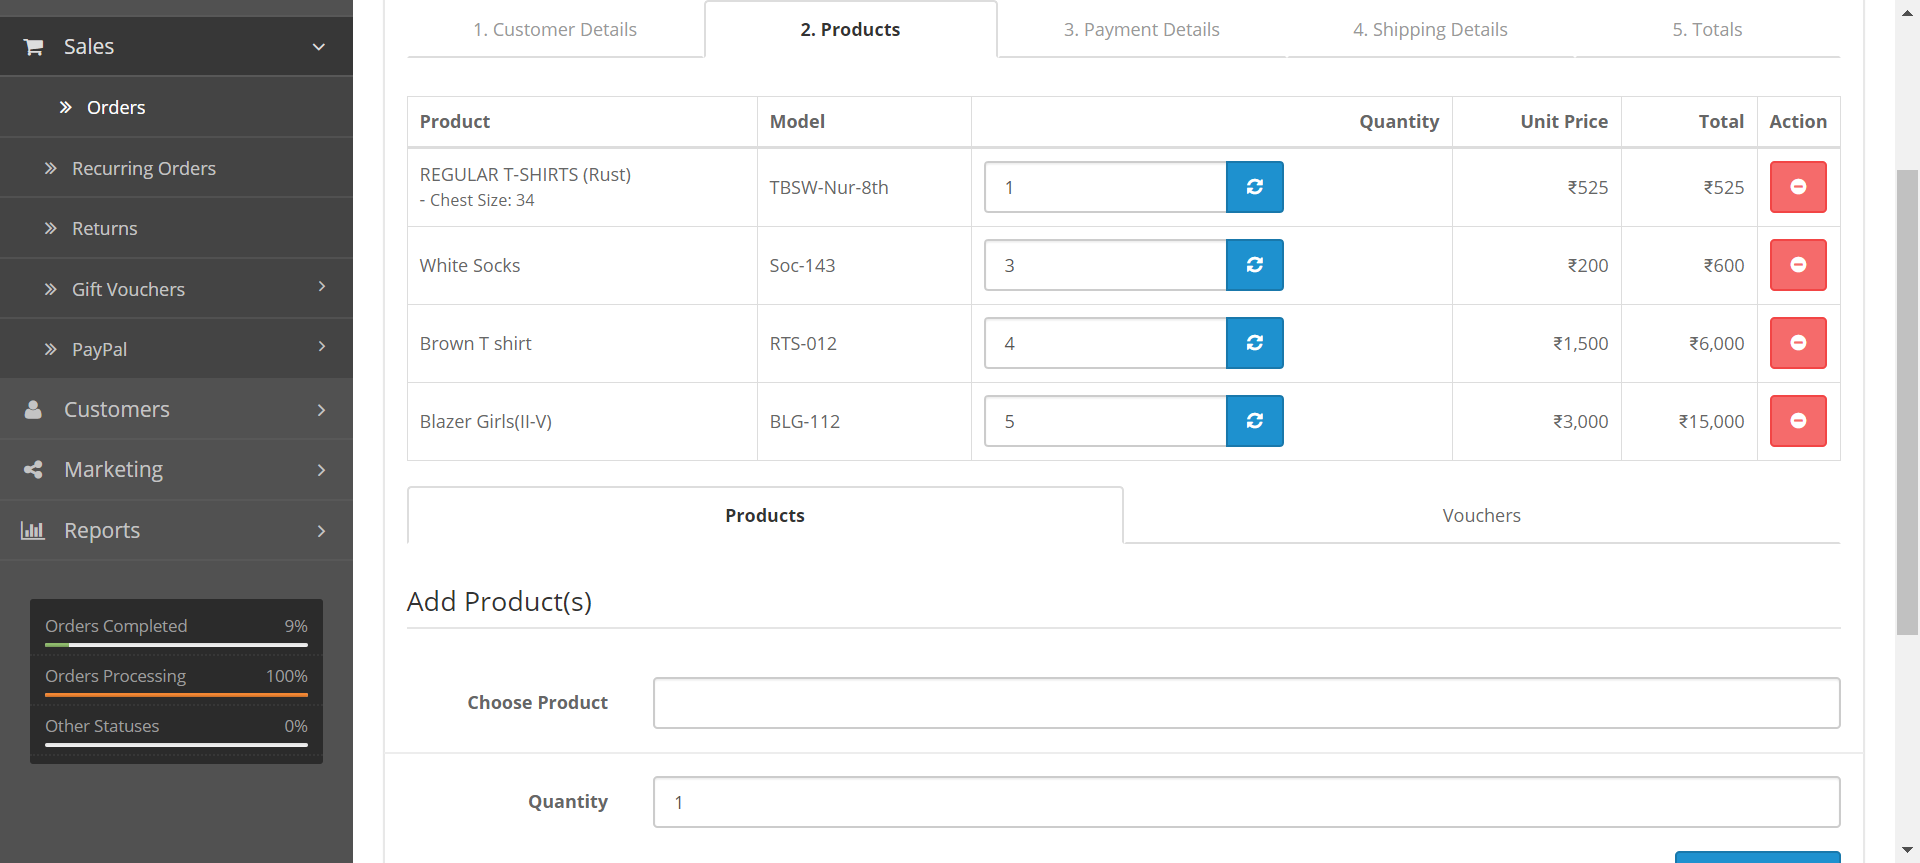 Sales
Orders
Recurring Orders
Returns
Gift Vouchers
PayPal
Customers
Marketing
Reports
Orders Completed 9%
Orders Processing 100%
Other Statuses 0%
1. Customer Details 2. Products 3. Payment Details 4. Shipping Details 5. Totals
Product Model Quantity Unit Price Total Action
REGULAR T-SHIRTS (Rust)
- Chest Size: 34
TBSW-Nur-8th 1 ₹525 ₹525
White Socks Soc-143 3 ₹200 ₹600
Brown T shirt RTS-012 4 ₹1,500 ₹6,000
Blazer Girls(II-V) BLG-112 5 ₹3,000 ₹15,000
Products Vouchers
Add Product(s)
Choose Product
Quantity 1